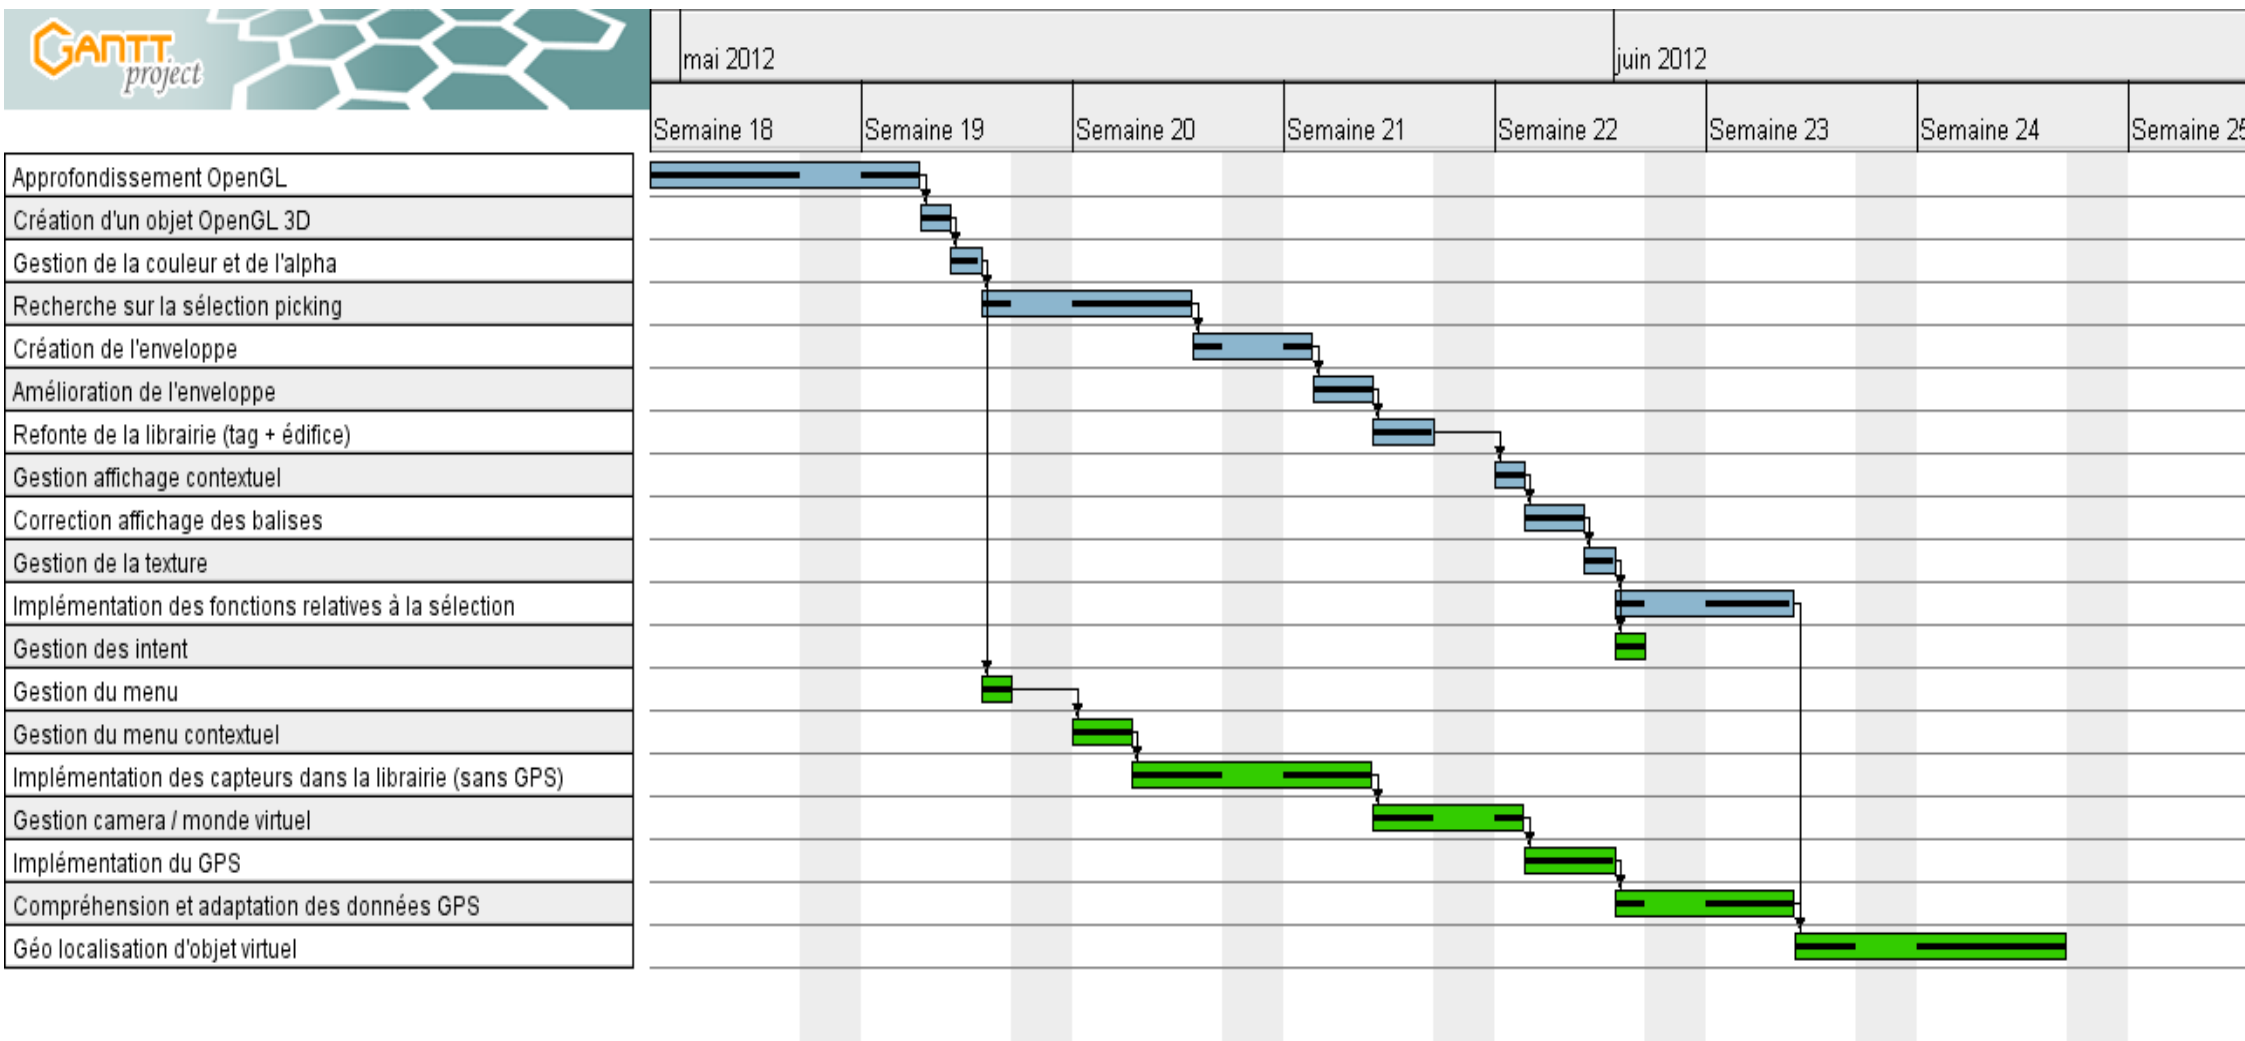 GANTT
project
mai 2012
juin 2012
Semaine 18
Semaine 19
Semaine 20
Semaine 21
Semaine 22
Semaine 23
Semaine 24
Semaine 25
Approfondissement OpenGL
Création d'un objet OpenGL 3D
Gestion de la couleur et de l'alpha
Recherche sur la sélection picking
Création de l'enveloppe
Amélioration de l'enveloppe
Refonte de la librairie (tag + édifice)
Gestion affichage contextuel
Correction affichage des balises
Gestion de la texture
Implémentation des fonctions relatives à la sélection
Gestion des intent
Gestion du menu
Gestion du menu contextuel
Implémentation des capteurs dans la librairie (sans GPS)
Gestion camera / monde virtuel
Implémentation du GPS
Compréhension et adaptation des données GPS
Géo localisation d'objet virtuel